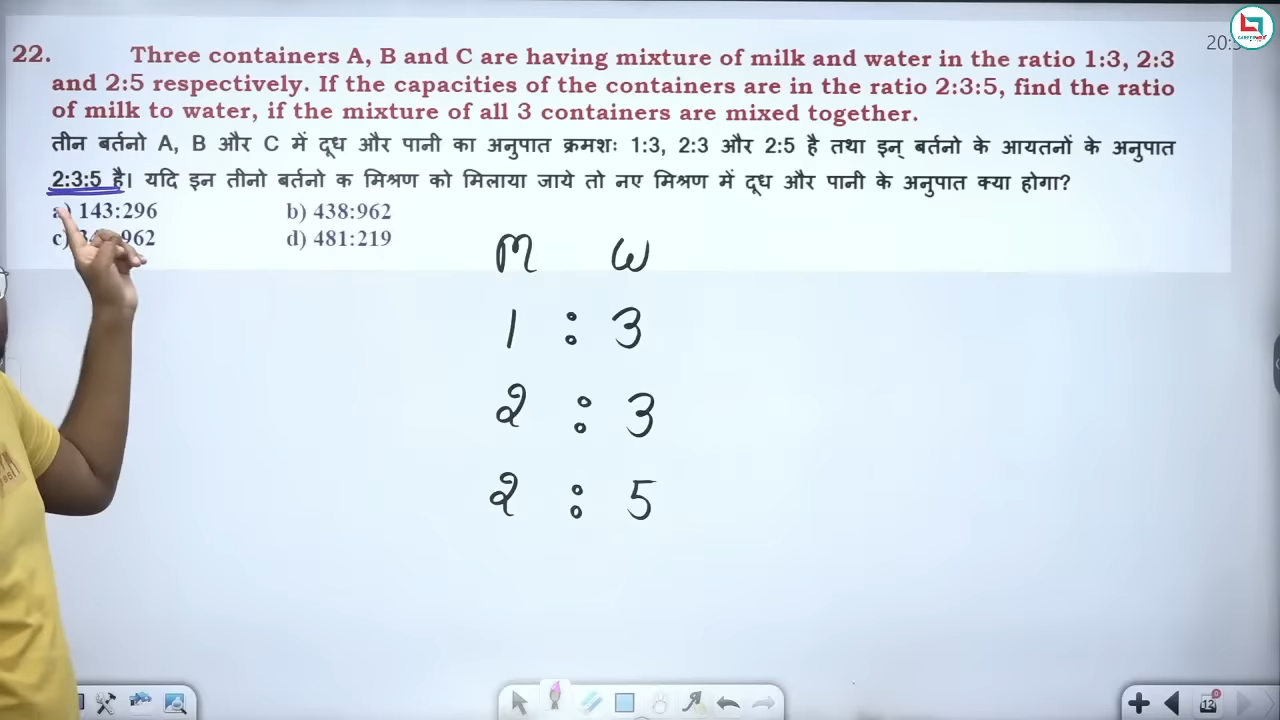 20:
22. Three containers A, B and C are having mixture of milk and water in the ratio 1:3, 2:3
and 2:5 respectively. If the capacities of the containers are in the ratio 2:3:5, find the ratio
of milk to water, if the mixture of all 3 containers are mixed together.
तीन बर्तनो A, B और C में दूध और पानी का अनुपात क्रमशः 1:3, 2:3 और 2:5 है तथा इन् बर्तनो के आयतनों के अनुपात
2:3:5 है। यदि इन तीनो बर्तनो क मिश्रण को मिलाया जाये तो नए मिश्रण में दूध और पानी के अनुपात क्या होगा?
a) 143:296 b) 438:962
c) 962 d) 481:219
M W
1 : 3
2 : 3
2 : 5
12